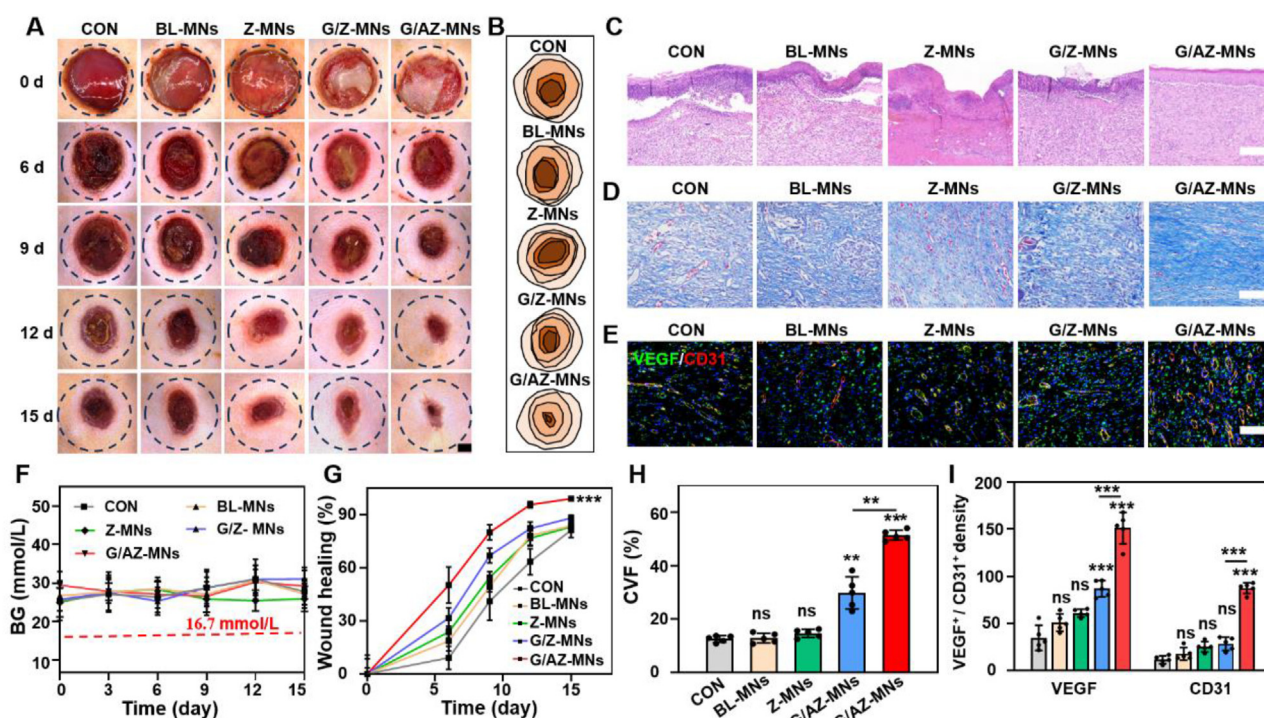 A
CON BL-MNs Z-MNs G/Z-MNs G/AZ-MNs
0 d
6 d
9 d
12 d
15 d
B
CON
BL-MNs
Z-MNs
G/Z-MNs
G/AZ-MNs
C
CON BL-MNs Z-MNs G/Z-MNs G/AZ-MNs
D
CON BL-MNs Z-MNs G/Z-MNs G/AZ-MNs
E
CON BL-MNs Z-MNs G/Z-MNs G/AZ-MNs
VEGF/CD31
F
BG (mmol/L)
50
40
30
20
10
CON BL-MNs
Z-MNs G/Z- MNs
G/AZ-MNs
16.7 mmol/L
0 3 6 9 12 15
Time (day)
G
Wound healing (%)
90
60
30
0
***
CON
BL-MNs
Z-MNs
G/Z-MNs
G/AZ-MNs
0 5 10 15
Time (day)
H
CVF (%)
60
40
20
0
ns ns ** ***
**
CON BL-MNs Z-MNs G/AZ-MNs G/AZ-MNs
I
VEGF⁺ / CD31⁺ density
200
150
100
50
0
ns ns *** ***
***
ns ns ns ***
***
VEGF CD31